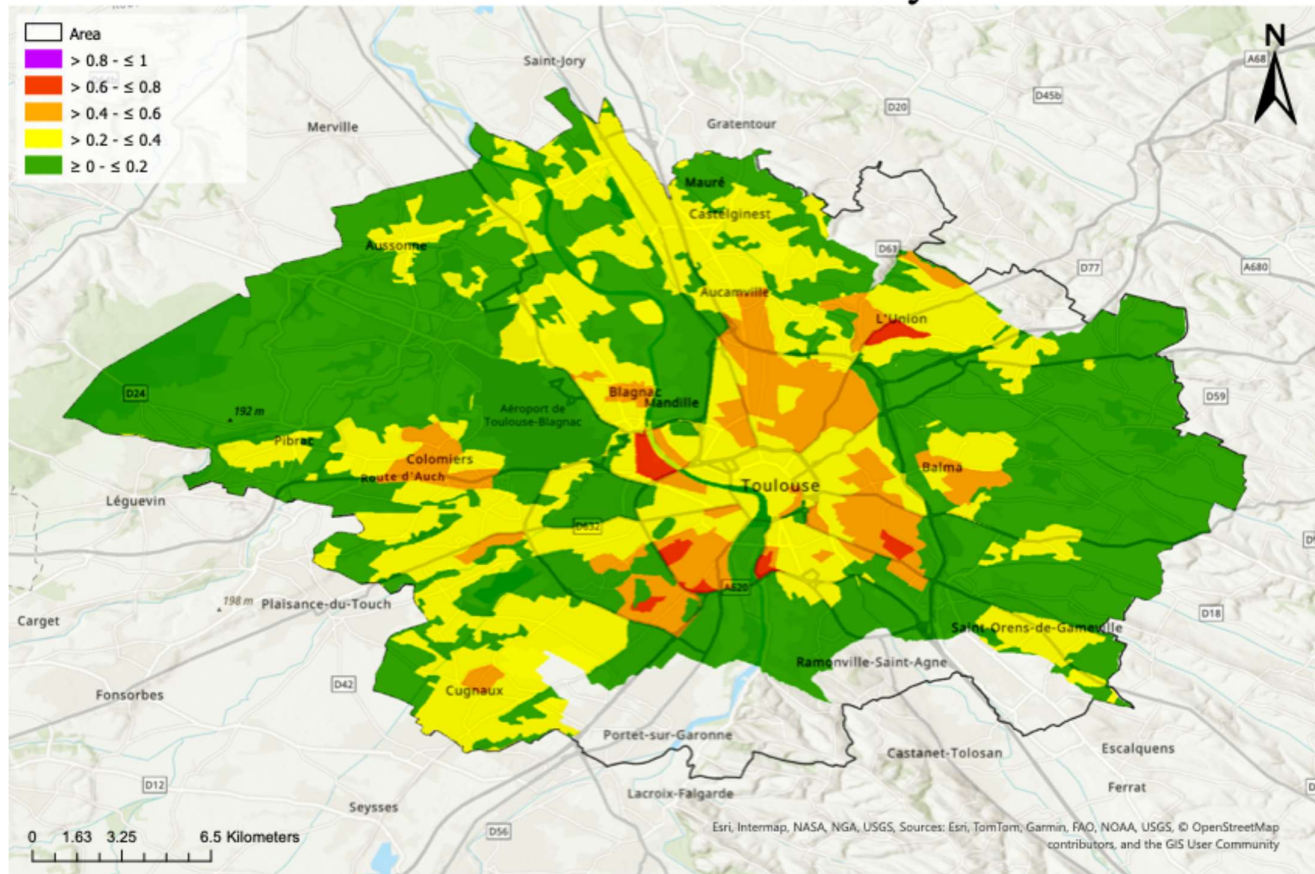 Area
> 0.8 - ≤ 1
> 0.6 - ≤ 0.8
> 0.4 - ≤ 0.6
> 0.2 - ≤ 0.4
≥ 0 - ≤ 0.2
N
Saint-Jory
A68
D45b
D20
Merville
Gratentour
Mauré
Castelginest
Aussonne
D61
D77
A680
Aucamville
L'Union
D24
192 m
Blagnac
Mandille
D59
Aéroport de
Toulouse-Blagnac
Pibrac
Colomiers
Route d'Auch
Balma
Toulouse
Léguevin
D632
A620
198 m
Plaisance-du-Touch
Carget
D18
Saint-Orens-de-Gameville
Ramonville-Saint-Agne
D42
Cugnaux
Fonsorbes
Portet-sur-Garonne
Castanet-Tolosan
Escalquens
D12
Lacroix-Falgarde
Ferrat
Seysses
D56
0 1.63 3.25 6.5 Kilometers
Esri, Intermap, NASA, NGA, USGS, Sources: Esri, TomTom, Garmin, FAO, NOAA, USGS, © OpenStreetMap
contributors, and the GIS User Community